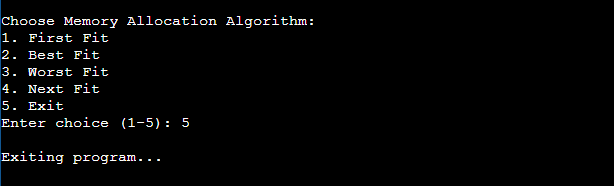 Choose Memory Allocation Algorithm:
1. First Fit
2. Best Fit
3. Worst Fit
4. Next Fit
5. Exit
Enter choice (1-5): 5
Exiting program...